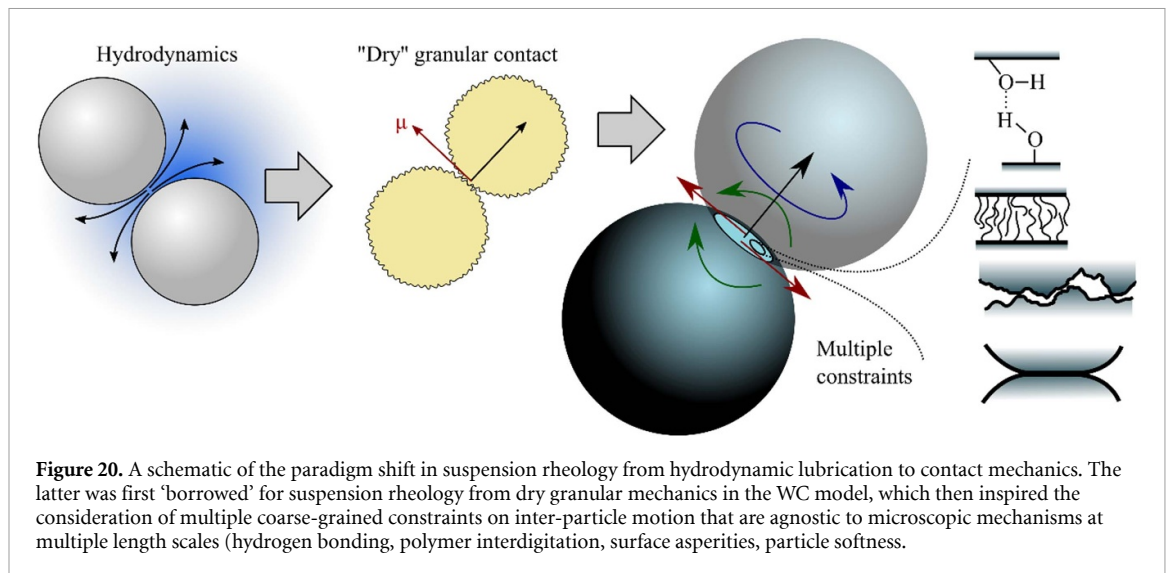 Hydrodynamics
"Dry" granular contact
μ
O–H
H
O
Multiple
constraints
Figure 20. A schematic of the paradigm shift in suspension rheology from hydrodynamic lubrication to contact mechanics. The
latter was first ‘borrowed’ for suspension rheology from dry granular mechanics in the WC model, which then inspired the
consideration of multiple coarse-grained constraints on inter-particle motion that are agnostic to microscopic mechanisms at
multiple length scales (hydrogen bonding, polymer interdigitation, surface asperities, particle softness.